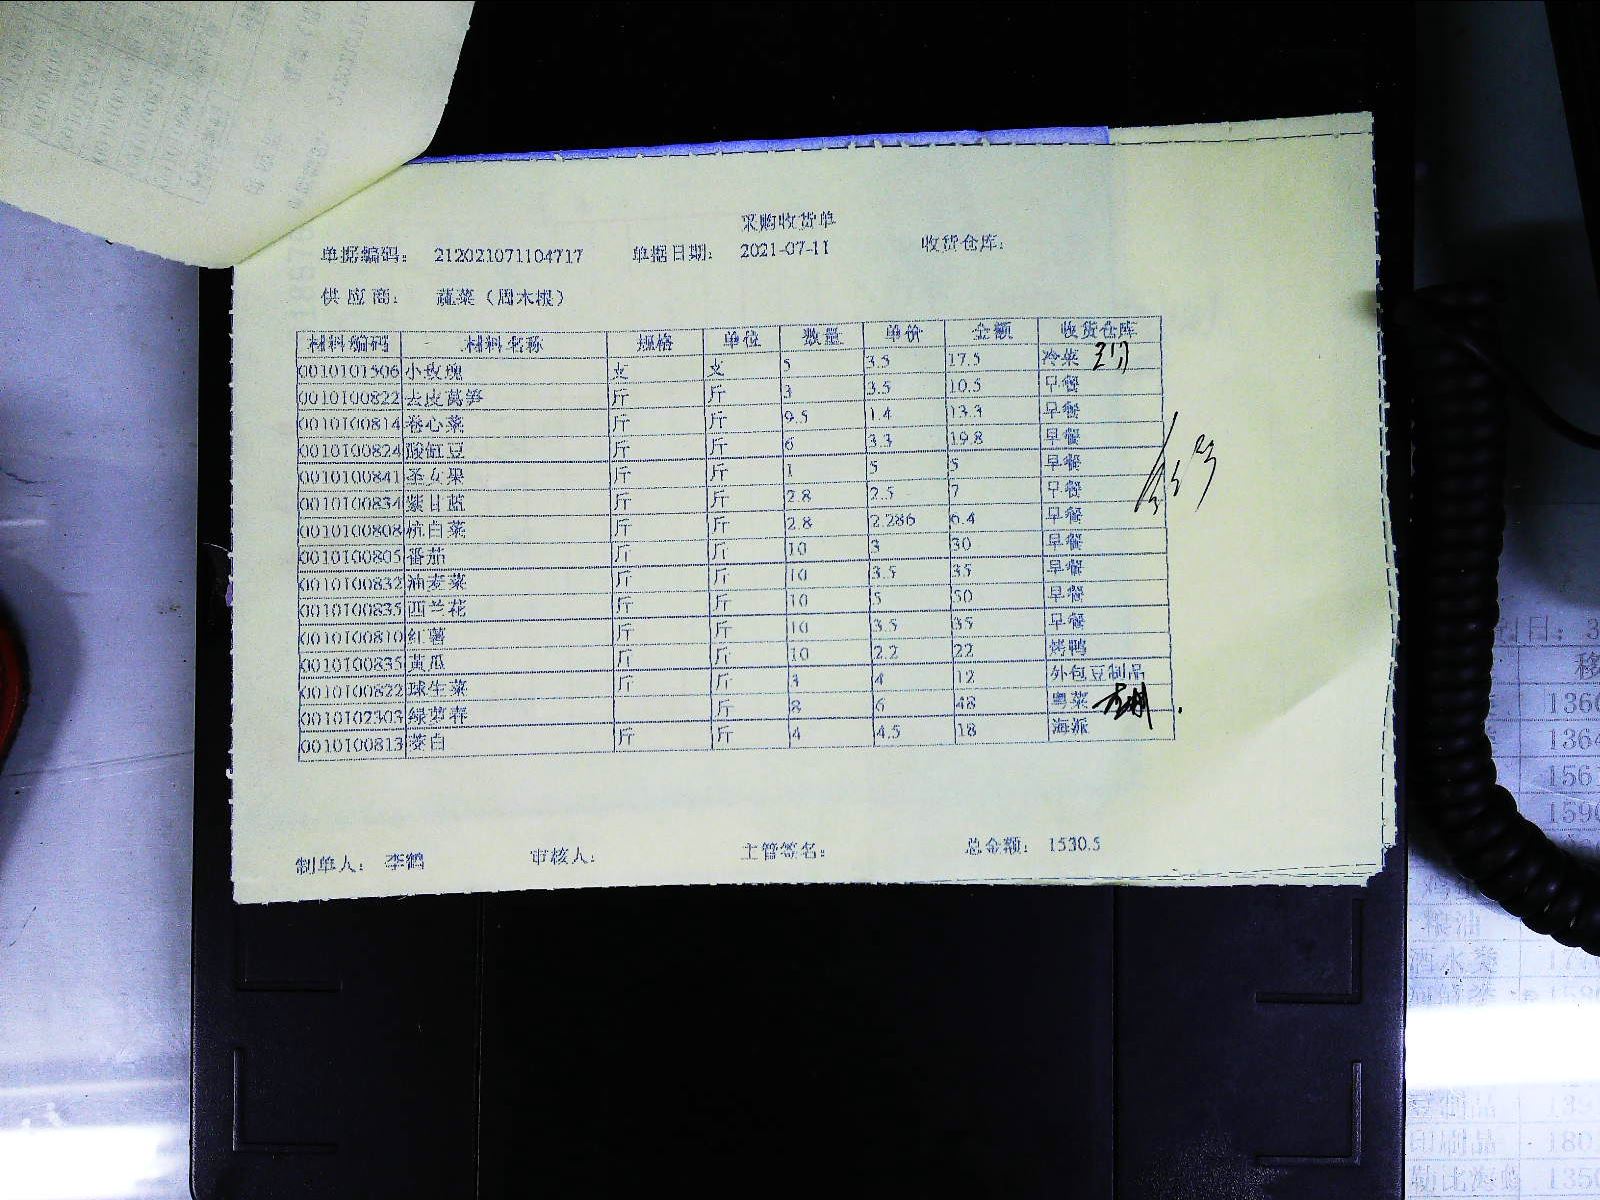 采购收货单
单据编码： 212021071104717 单据日期： 2021-07-11 收货仓库：
供应商： 蔬菜（周木根）
材料编码 材料名称 规格 单位 数量 单价 金额 收货仓库
0010101506 小玫瑰 支 支 5 3.5 17.5 冷菜
0010100822 去皮莴笋 斤 斤 3 3.5 10.5 早餐
0010100814 卷心菜 斤 斤 9.5 1.4 13.3 早餐
0010100824 酸缸豆 斤 斤 6 3.3 19.8 早餐
0010100841 圣女果 斤 斤 1 5 5 早餐
0010100834 紫甘蓝 斤 斤 2.8 2.5 7 早餐
0010100808 杭白菜 斤 斤 2.8 2.286 6.4 早餐
0010100805 番茄 斤 斤 10 3 30 早餐
0010100832 油麦菜 斤 斤 10 3.5 35 早餐
0010100835 西兰花 斤 斤 10 5 50 早餐
0010100810 红薯 斤 斤 10 3.5 35 早餐
0010100835 黄瓜 斤 斤 10 2.2 22 烤鸭
0010100822 球生菜 斤 斤 3 4 12 外包豆制品
0010102303 绿萝春 斤 8 6 48 粤菜
0010100813 茭白 斤 斤 4 4.5 18 海派
制单人： 李鹤 审核人： 主管签名： 总金额： 1530.5
粮油
豆制品
印刷品 180